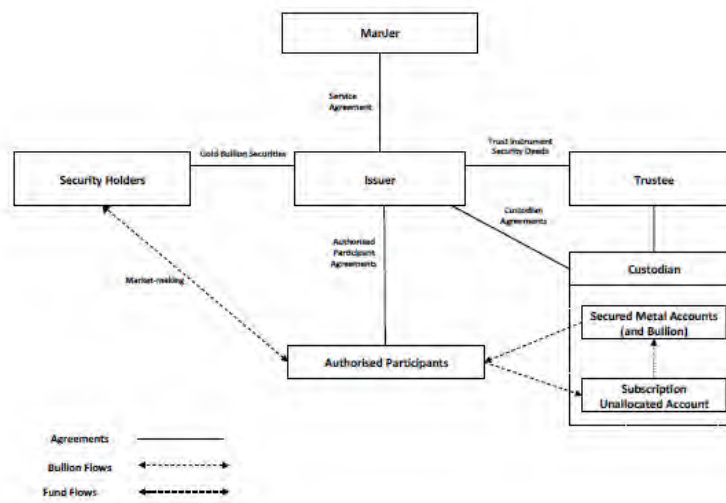 ManJer
Service
Agreement
Gold Bullion Securities
Trust Instrument
Security Deeds
Security Holders
Issuer
Trustee
Custodian
Agreements
Authorised
Participant
Agreements
Market-making
Custodian
Secured Metal Accounts
(and Bullion)
Authorised Participants
Subscription
Unallocated Account
Agreements
Bullion Flows
Fund Flows